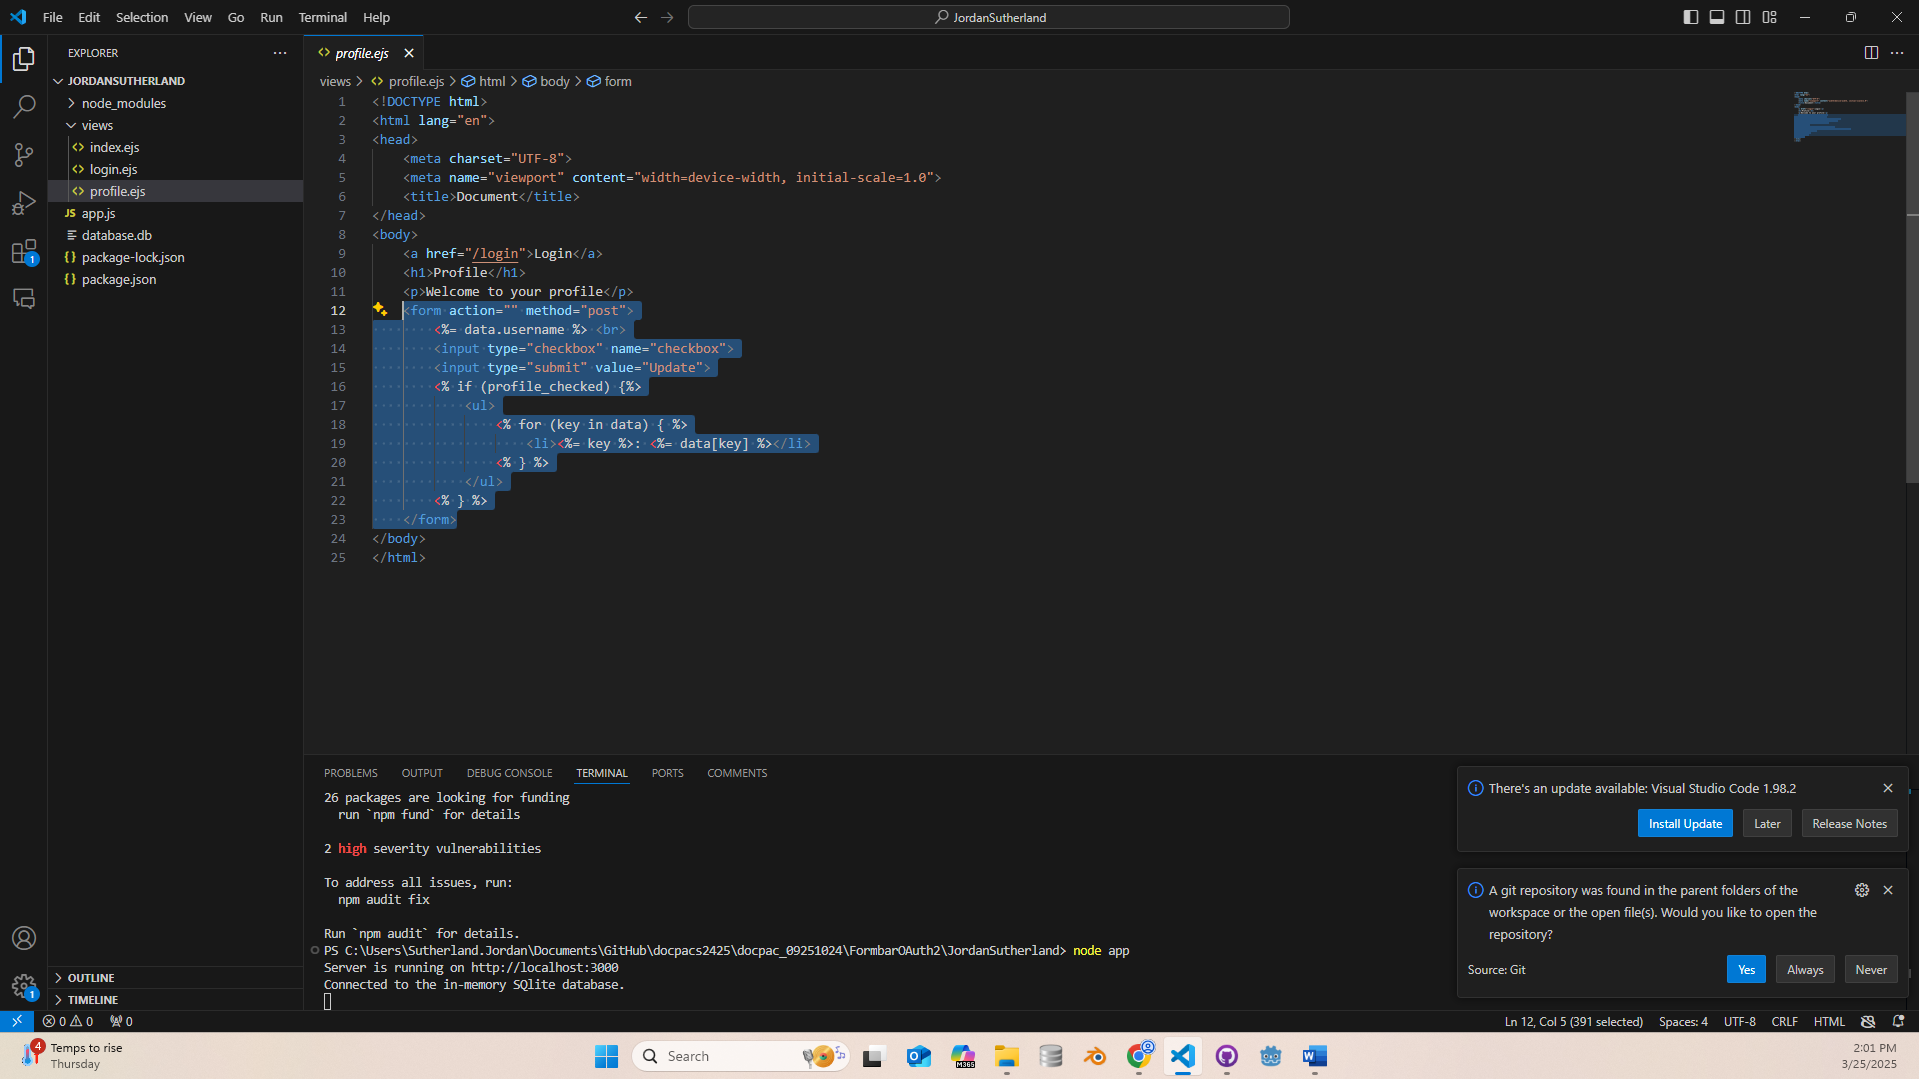 File Edit Selection View Go Run Terminal Help
JordanSutherland
EXPLORER
JORDANSUTHERLAND
node_modules
views
index.ejs
login.ejs
profile.ejs
JS app.js
database.db
{} package-lock.json
{} package.json
OUTLINE
TIMELINE
<> profile.ejs
views > <> profile.ejs > html > body > form
1 <!DOCTYPE html>
2 <html lang="en">
3 <head>
4 <meta charset="UTF-8">
5 <meta name="viewport" content="width=device-width, initial-scale=1.0">
6 <title>Document</title>
7 </head>
8 <body>
9 <a href="/login">Login</a>
10 <h1>Profile</h1>
11 <p>Welcome to your profile</p>
12 <form action="" method="post">
13 <%= data.username %> <br>
14 <input type="checkbox" name="checkbox">
15 <input type="submit" value="Update">
16 <% if (profile_checked) {%>
17 <ul>
18 <% for (key in data) { %>
19 <li><%= key %>: <%= data[key] %></li>
20 <% } %>
21 </ul>
22 <% } %>
23 </form>
24 </body>
25 </html>
PROBLEMS OUTPUT DEBUG CONSOLE TERMINAL PORTS COMMENTS
26 packages are looking for funding
run `npm fund` for details
2 high severity vulnerabilities
To address all issues, run:
npm audit fix
Run `npm audit` for details.
PS C:\Users\Sutherland.Jordan\Documents\GitHub\docpacs2425\docpac_09251024\FormbarOAuth2\JordanSutherland> node app
Server is running on http://localhost:3000
Connected to the in-memory SQlite database.
There's an update available: Visual Studio Code 1.98.2
Install Update Later Release Notes
A git repository was found in the parent folders of the
workspace or the open file(s). Would you like to open the
repository?
Source: Git Yes Always Never
1
1
0 0 0
Ln 12, Col 5 (391 selected) Spaces: 4 UTF-8 CRLF HTML
4
Temps to rise
Thursday
Search
M365
2:01 PM
3/25/2025